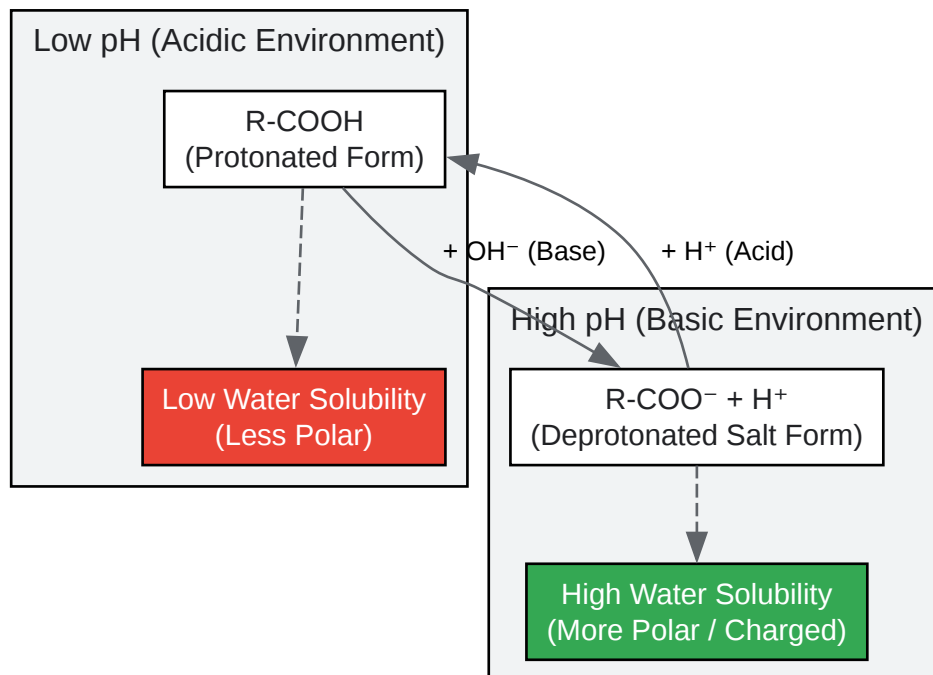 Low pH (Acidic Environment)
R-COOH
(Protonated Form)
+ OH⁻ (Base)
+ H⁺ (Acid)
High pH (Basic Environment)
Low Water Solubility
(Less Polar)
R-COO⁻ + H⁺
(Deprotonated Salt Form)
High Water Solubility
(More Polar / Charged)